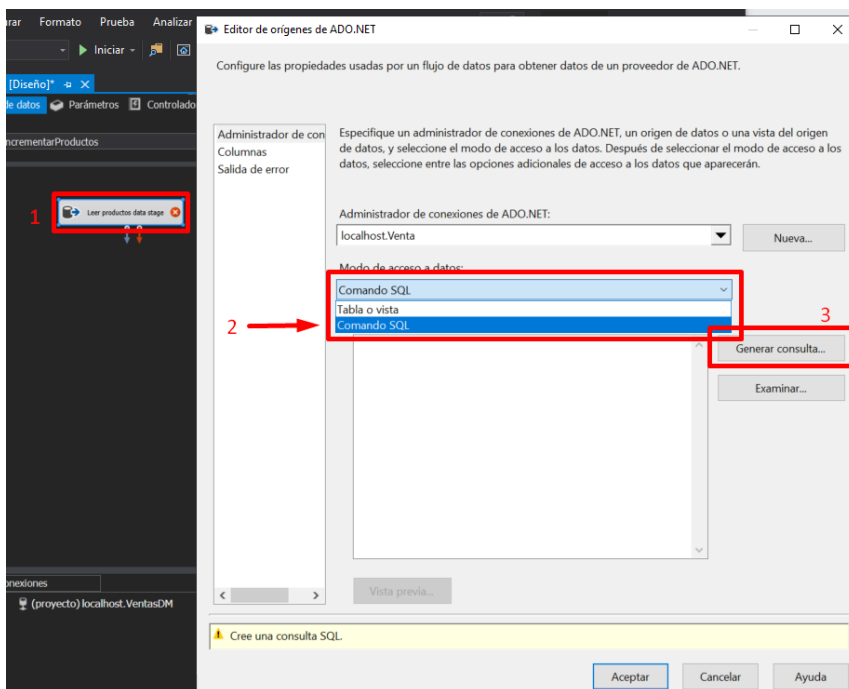 Formato Prueba Analizar
Iniciar
[Diseño]*
de datos Parámetros Controlado
IncrementarProductos
1
Leer productos data stage
onexiones
(proyecto) localhost.VentasDM
Editor de orígenes de ADO.NET
Configure las propiedades usadas por un flujo de datos para obtener datos de un proveedor de ADO.NET.
Administrador de con
Columnas
Salida de error
Especifique un administrador de conexiones de ADO.NET, un origen de datos o una vista del origen
de datos, y seleccione el modo de acceso a los datos. Después de seleccionar el modo de acceso a los
datos, seleccione entre las opciones adicionales de acceso a los datos que aparecerán.
Administrador de conexiones de ADO.NET:
localhost.Venta
Nueva...
Modo de acceso a datos:
Comando SQL
Tabla o vista
Comando SQL
2
3
Generar consulta...
Examinar...
Vista previa...
Cree una consulta SQL.
Aceptar Cancelar Ayuda